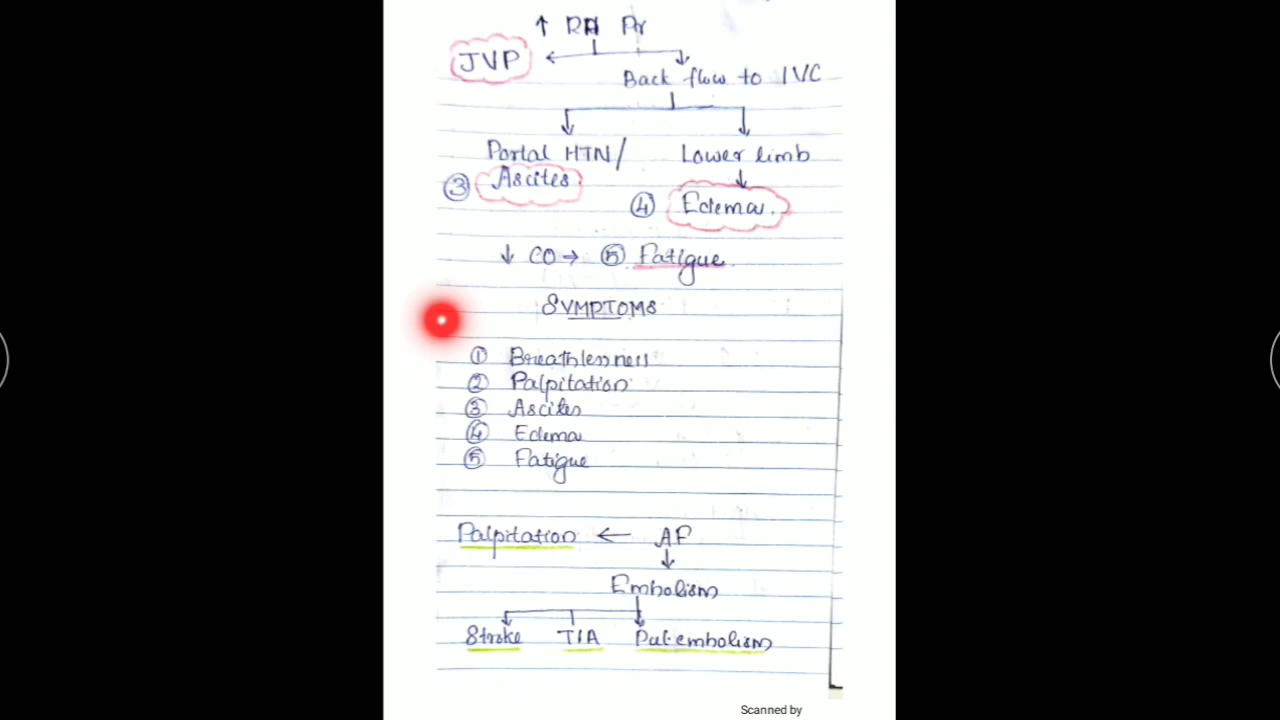 ↑ RA Pr
JVP ←
Back flow to IVC
Portal HTN/ Lower limb
③ Ascites.
④ Edema.
↓ CO → ⑤ Fatigue.
SYMPTOMS
① Breathlessness
② Palpitation
③ Ascites
④ Edema
⑤ Fatigue
Palpitation ← AF
Embolism
Stroke TIA Pul. embolism
Scanned by